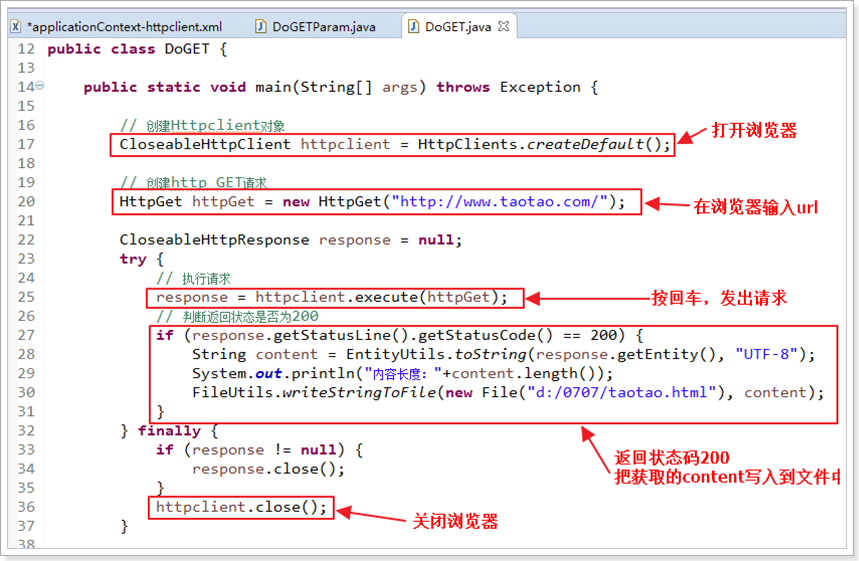 *applicationContext-httpclient.xml DoGETParam.java DoGET.java
12 public class DoGET {
13
14 public static void main(String[] args) throws Exception {
15
16 // 创建Httpclient对象
17 CloseableHttpClient httpclient = HttpClients.createDefault(); 打开浏览器
18
19 // 创建http GET请求
20 HttpGet httpGet = new HttpGet("http://www.taotao.com/"); 在浏览器输入url
21
22 CloseableHttpResponse response = null;
23 try {
24 // 执行请求
25 response = httpclient.execute(httpGet); 按回车，发出请求
26 // 判断返回状态是否为200
27 if (response.getStatusLine().getStatusCode() == 200) {
28 String content = EntityUtils.toString(response.getEntity(), "UTF-8");
29 System.out.println("内容长度："+content.length());
30 FileUtils.writeStringToFile(new File("d:/0707/taotao.html"), content);
31 }
32 } finally {
33 if (response != null) {
返回状态码200
34 response.close();
把获取的content写入到文件中
35 }
36 httpclient.close();
关闭浏览器
37 }
38